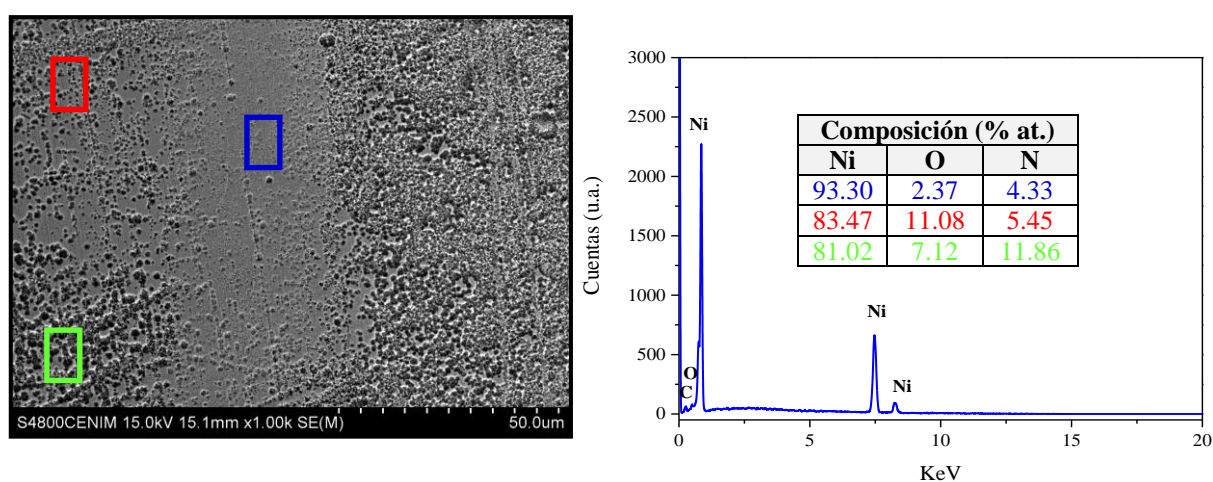 S4800CENIM 15.0kV 15.1mm x1.00k SE(M) 50.0um
3000
2500
2000
1500
1000
500
0
Cuentas (u.a.)
Ni
O
C
Ni
Ni
Composición (% at.)
Ni O N
93.30 2.37 4.33
83.47 11.08 5.45
81.02 7.12 11.86
0 5 10 15 20
KeV